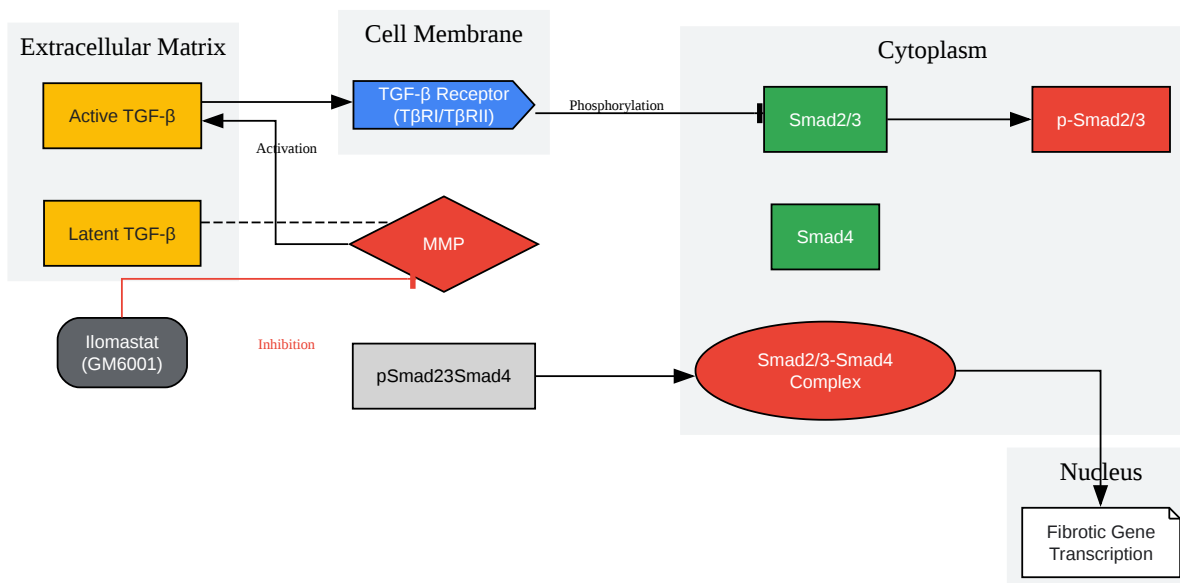 Extracellular Matrix
Cell Membrane
Cytoplasm
Active TGF-β
TGF-β Receptor
(TβRI/TβRII)
Phosphorylation
Smad2/3
p-Smad2/3
Activation
Latent TGF-β
MMP
Smad4
Ilomastat
(GM6001)
Inhibition
pSmad23Smad4
Smad2/3-Smad4
Complex
Nucleus
Fibrotic Gene
Transcription